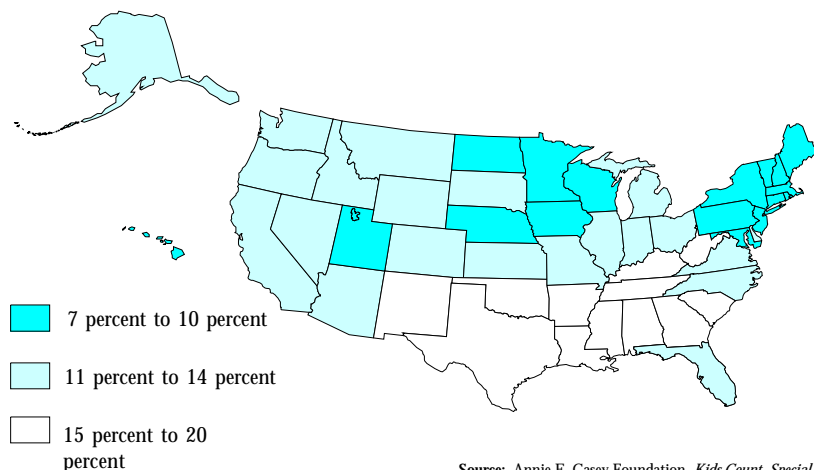 7 percent to 10 percent
11 percent to 14 percent
15 percent to 20
percent
Source: Annie E. Casey Foundation, Kids Count, Special